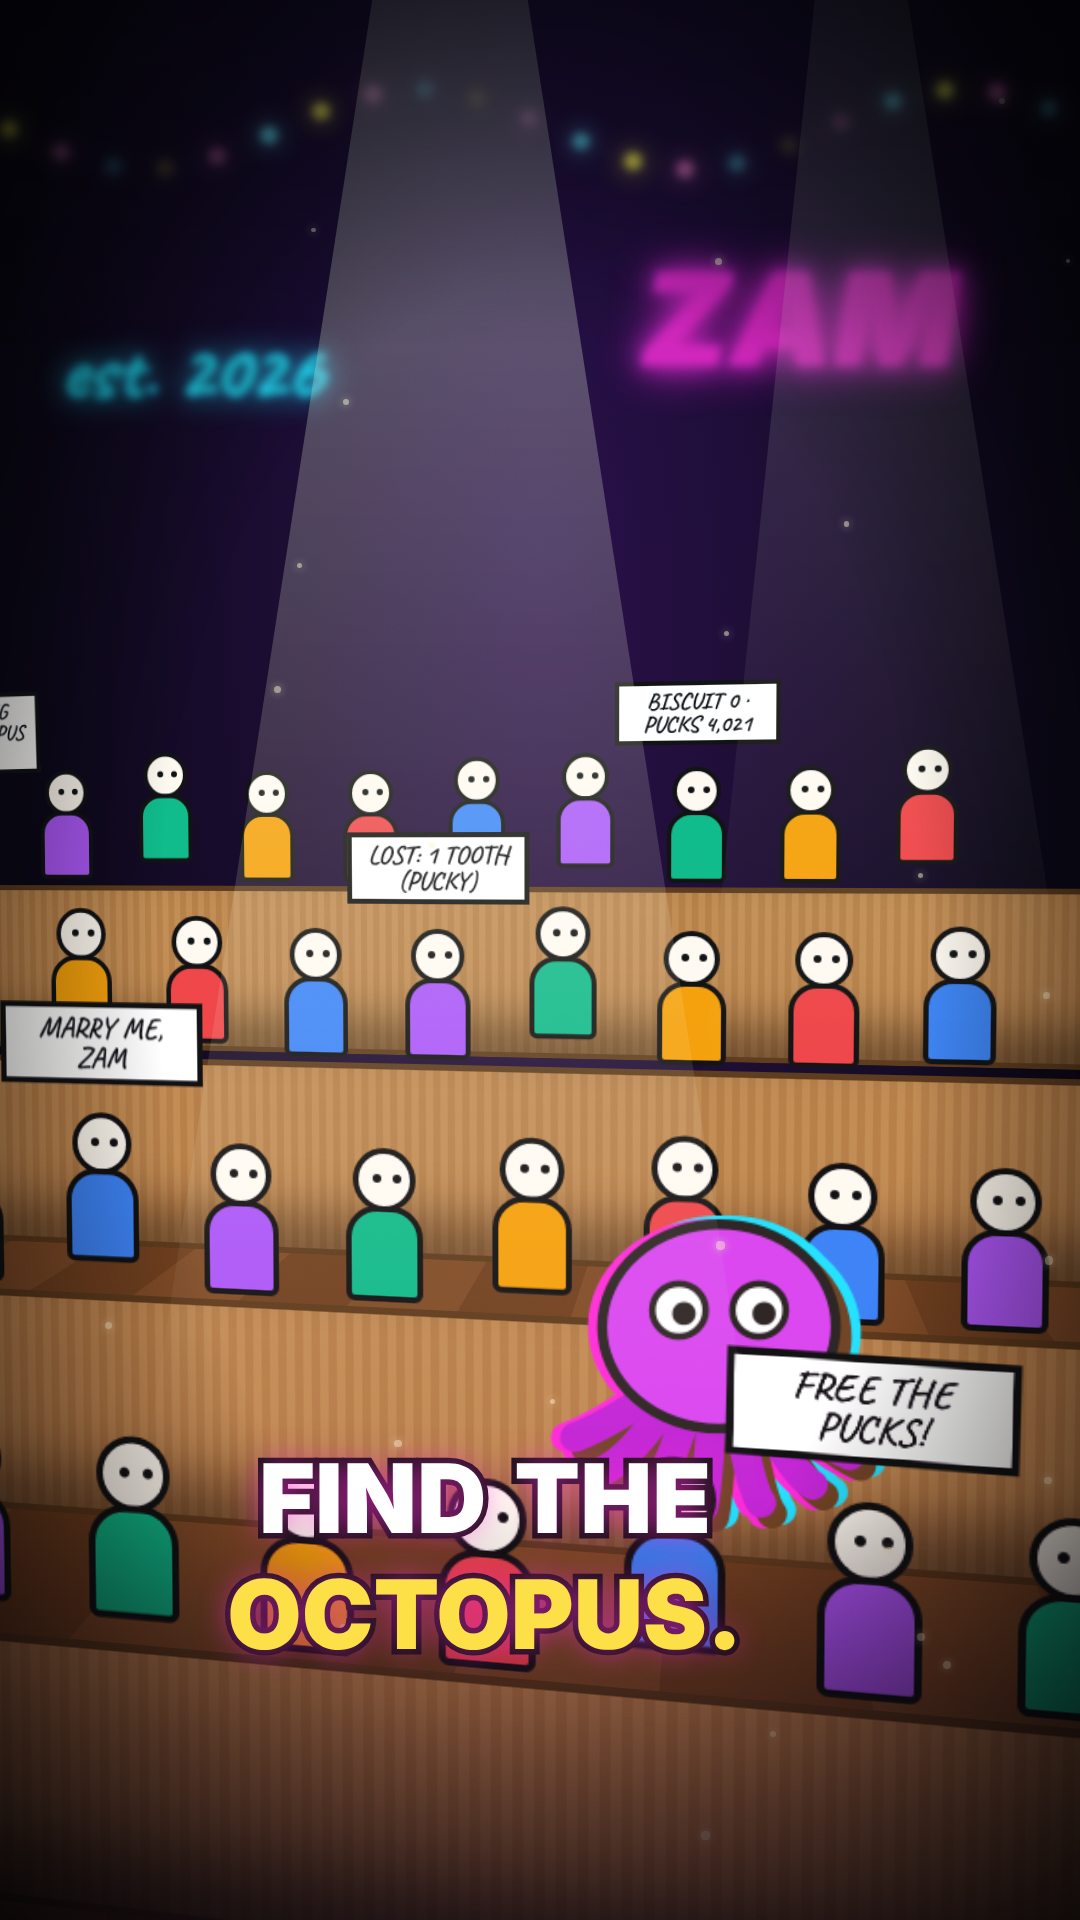 ZAM
est. 2026
G
PUS
BISCUIT 0 ·
PUCKS 4,021
LOST: 1 TOOTH
(PUCKY)
MARRY ME,
ZAM
FREE THE
PUCKS!
FIND THE
OCTOPUS.